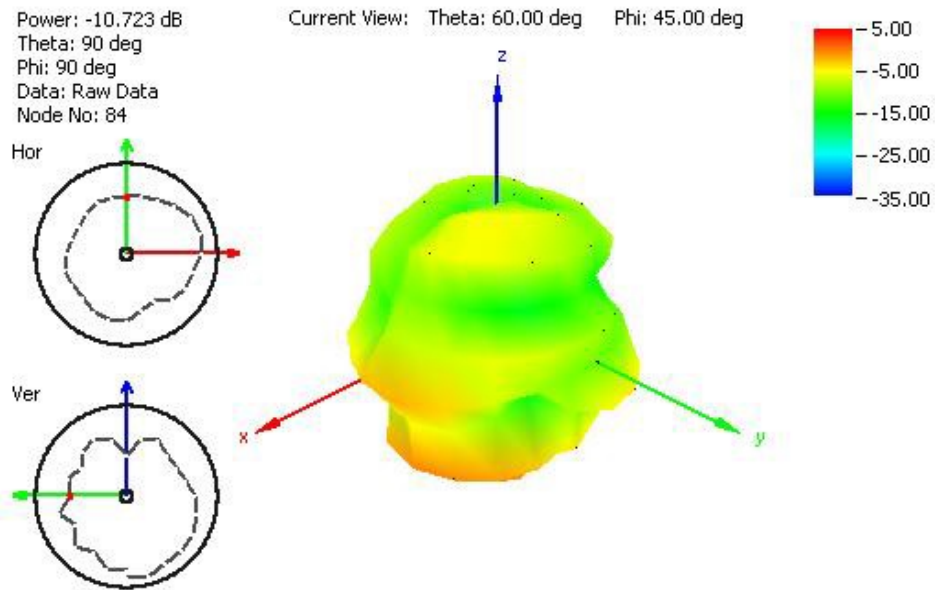 Power: -10.723 dB
Theta: 90 deg
Phi: 90 deg
Data: Raw Data
Node No: 84
Current View: Theta: 60.00 deg Phi: 45.00 deg
Hor
Ver
z
x
y
5.00
-5.00
-15.00
-25.00
-35.00